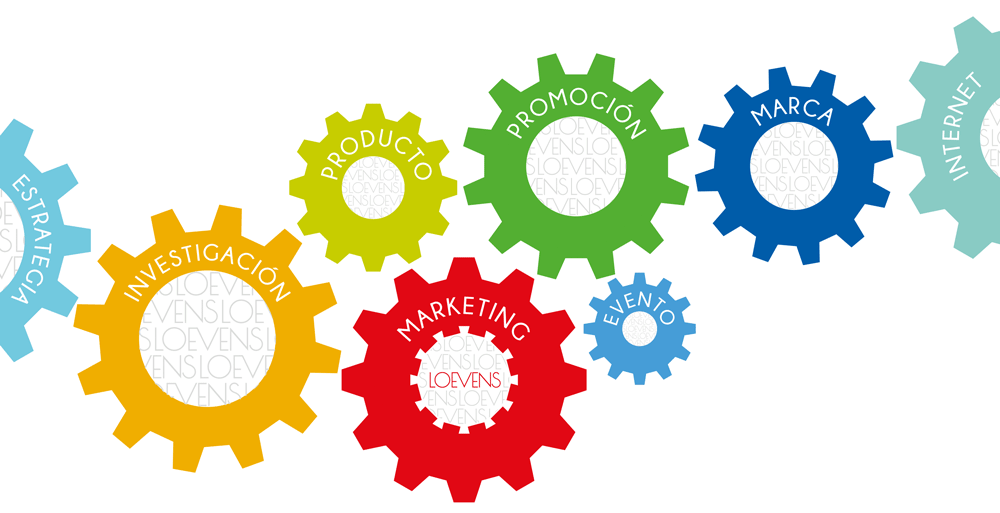 ESTRATEGIA
INVESTIGACIÓN
PRODUCTO
MARKETING
LOEVENS
PROMOCIÓN
EVENTO
MARCA
INTERNET